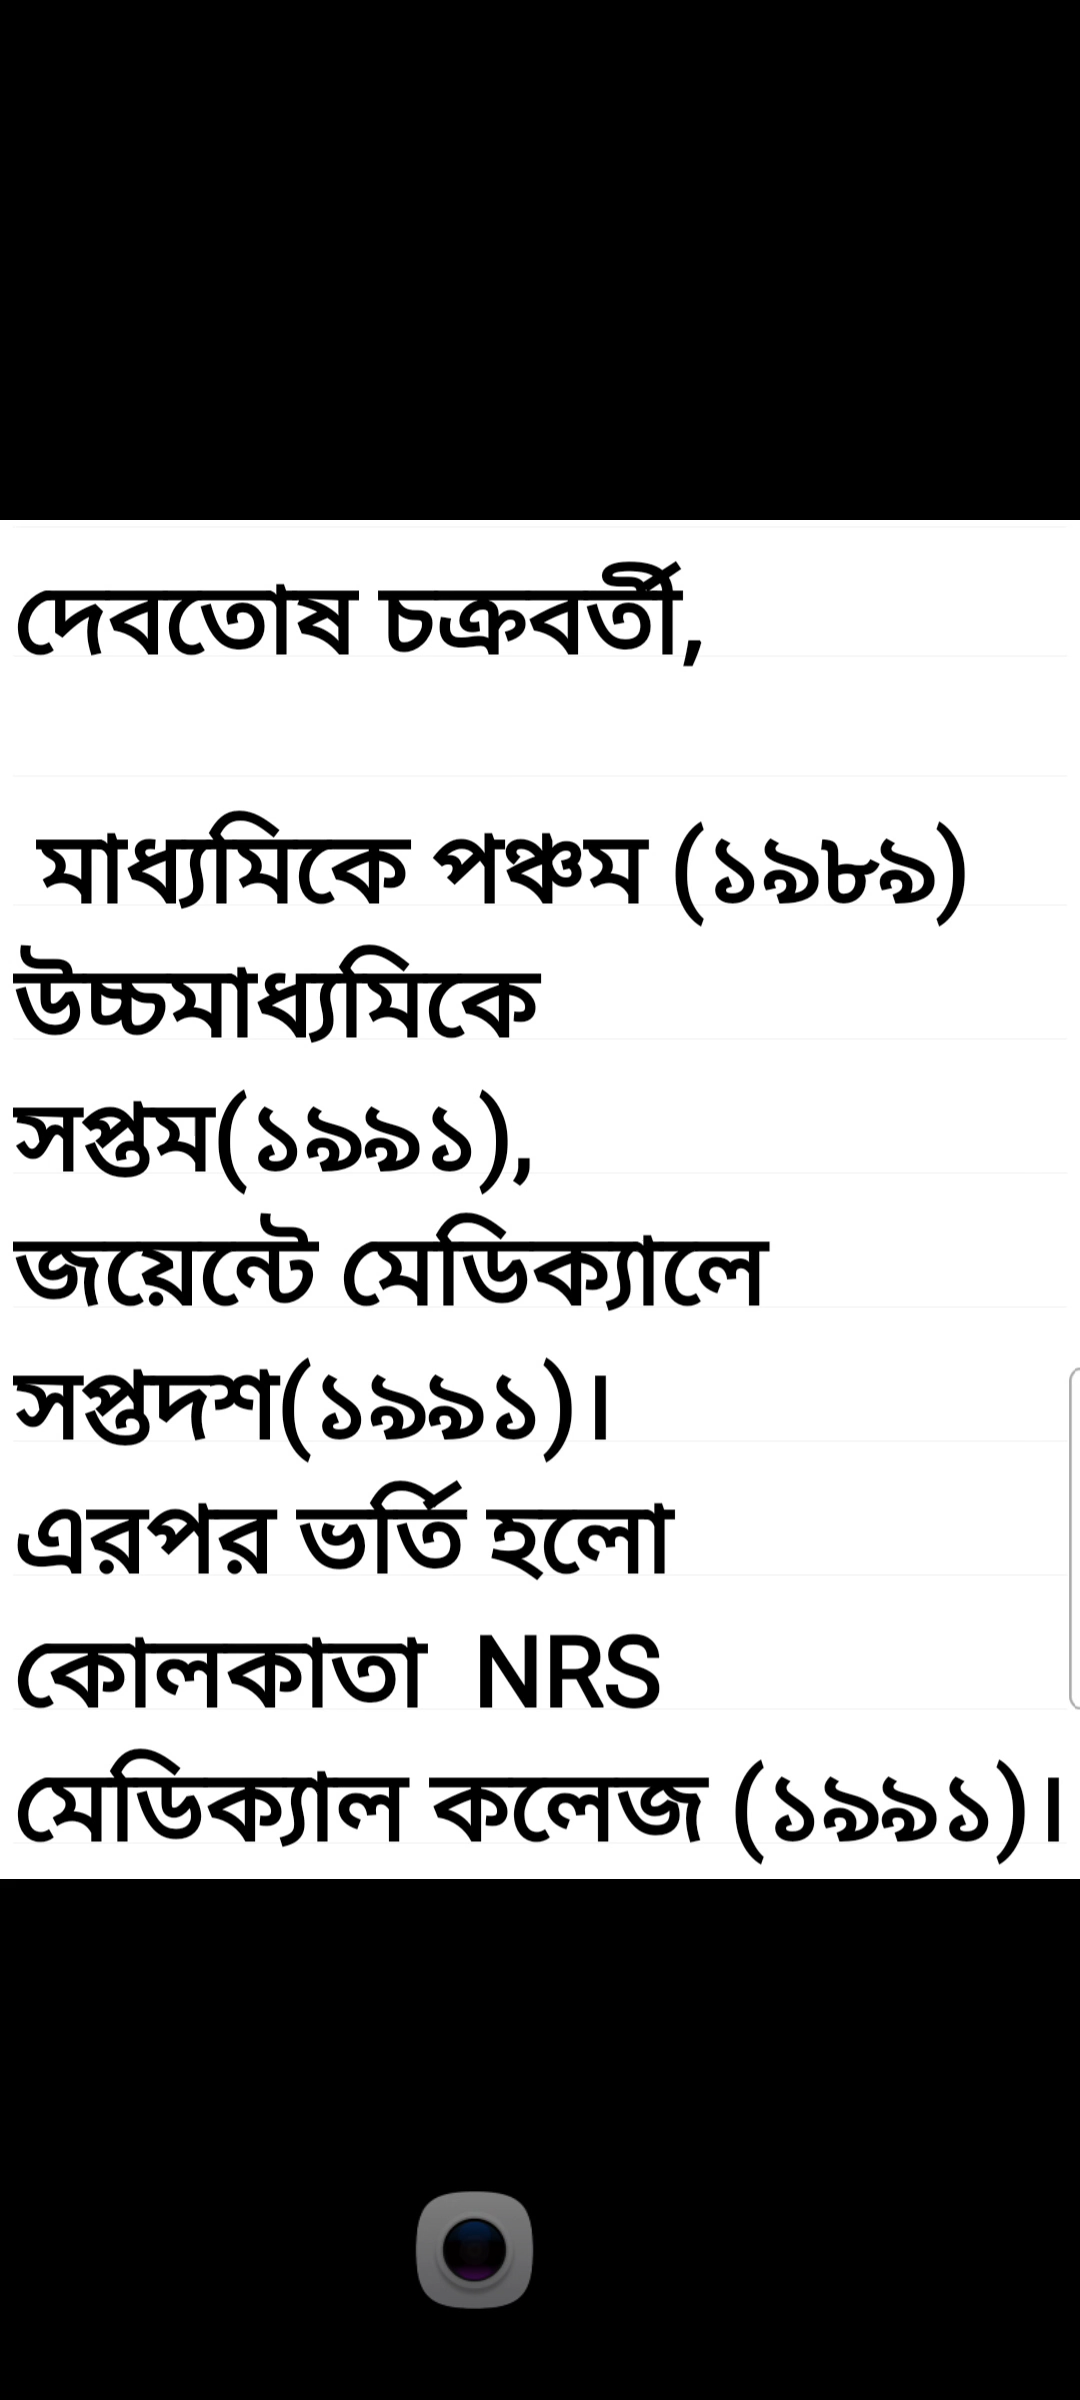 দেবতোষ চক্রবর্তী,
মাধ্যমিকে পঞ্চম (১৯৮৯)
উচ্চমাধ্যমিকে
সপ্তম(১৯৯১),
জয়েন্টে মেডিক্যালে
সপ্তদশ(১৯৯১)।
এরপর ভর্তি হলো
কোলকাতা  NRS
মেডিক্যাল কলেজ (১৯৯১)।